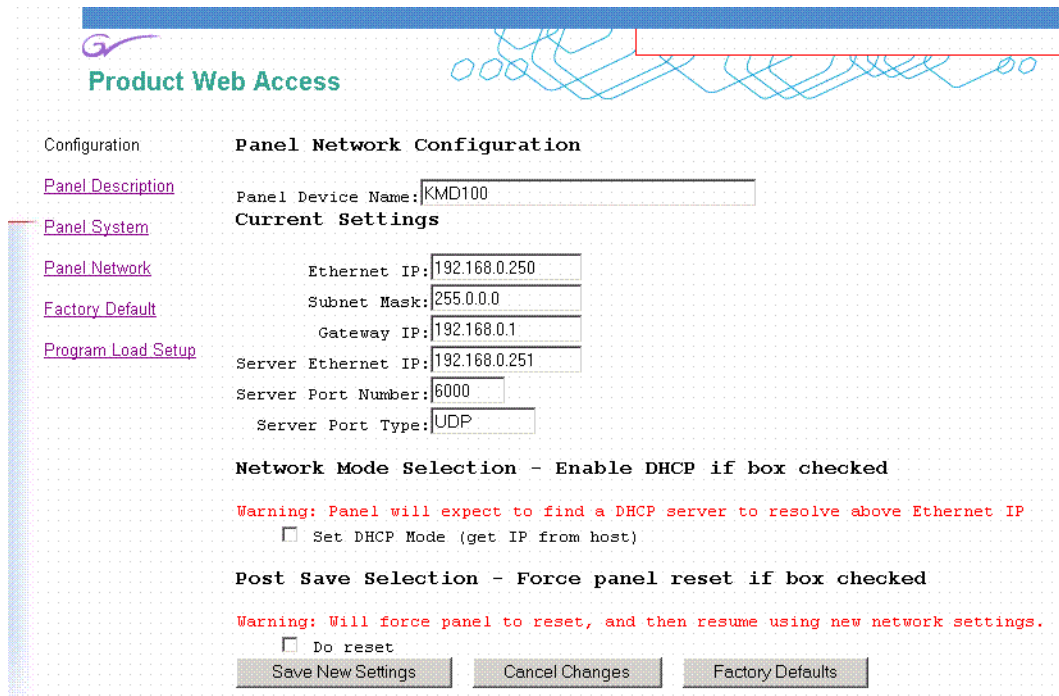 Product Web Access
Configuration
Panel Description
Panel System
Panel Network
Factory Default
Program Load Setup
Panel Network Configuration
Panel Device Name: KMD100
Current Settings
Ethernet IP: 192.168.0.250
Subnet Mask: 255.0.0.0
Gateway IP: 192.168.0.1
Server Ethernet IP: 192.168.0.251
Server Port Number: 6000
Server Port Type: UDP
Network Mode Selection - Enable DHCP if box checked
Warning: Panel will expect to find a DHCP server to resolve above Ethernet IP
Set DHCP Mode (get IP from host)
Post Save Selection - Force panel reset if box checked
Warning: Will force panel to reset, and then resume using new network settings.
Do reset
Save New Settings
Cancel Changes
Factory Defaults